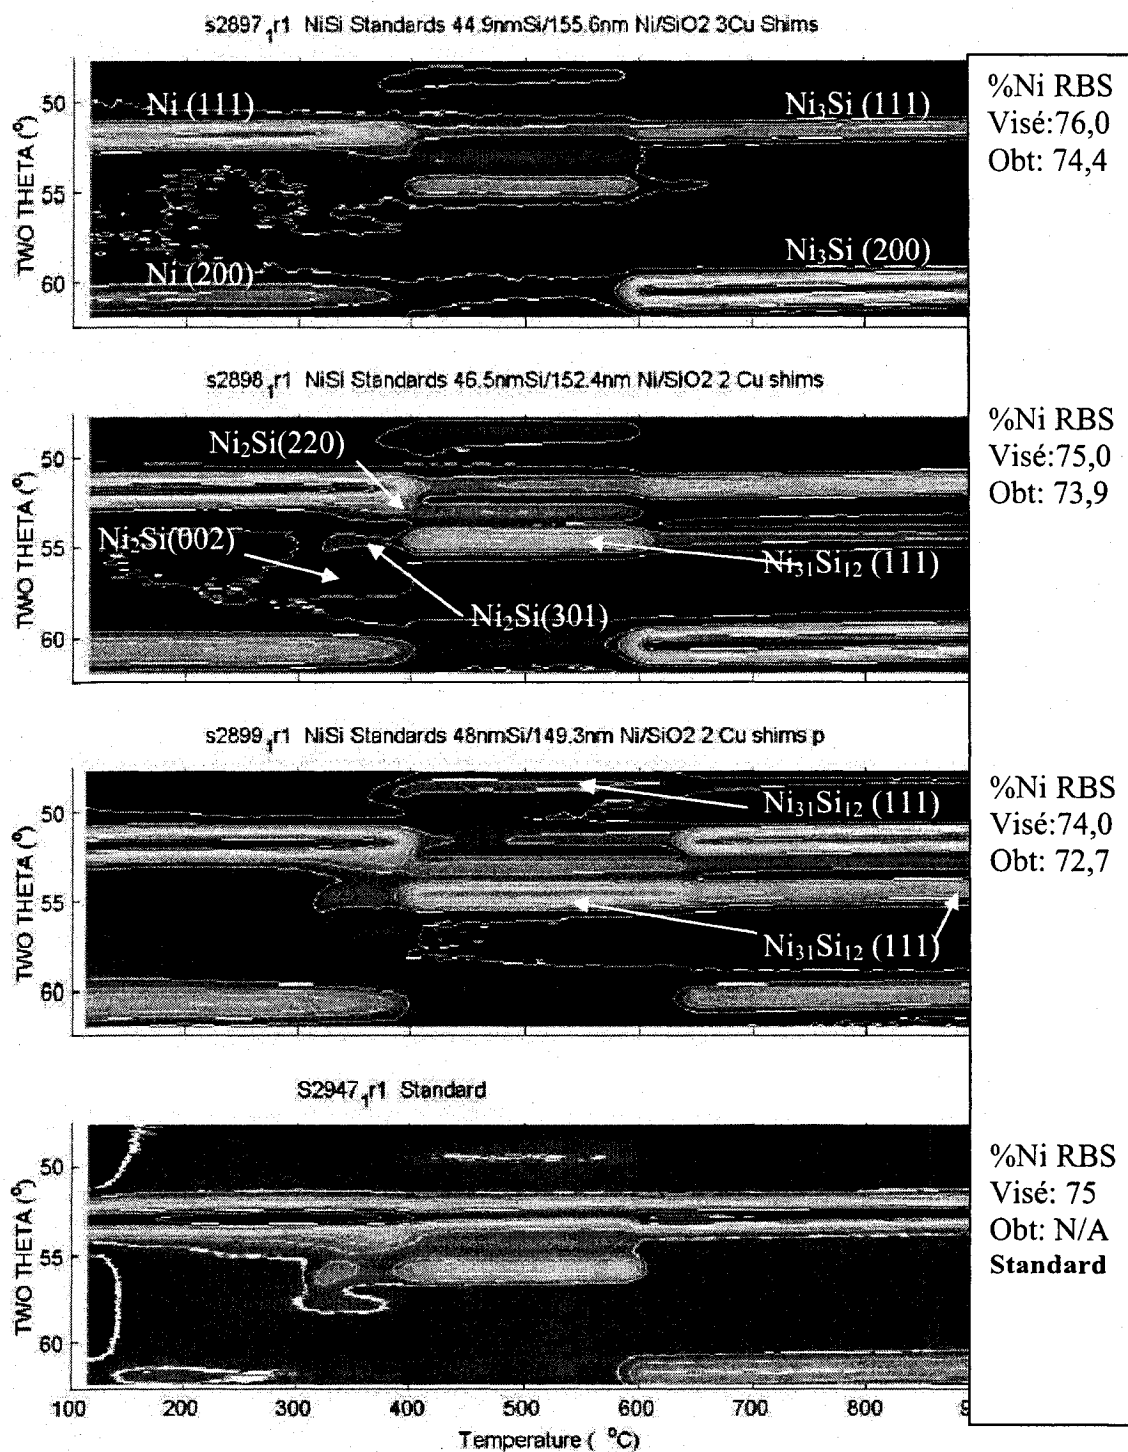 s2897₁r1 NiSi Standards 44.9nmSi/155.6nm Ni/SiO2 3Cu Shims
TWO THETA (°)
50
55
60
Ni (111)
Ni₃Si (111)
Ni (200)
Ni₃Si (200)
%Ni RBS
Visé:76,0
Obt: 74,4
s2898₁r1 NiSi Standards 46.5nmSi/152.4nm Ni/SiO2 2 Cu shims
TWO THETA (°)
50
55
60
Ni₂Si(220)
Ni₂Si(002)
Ni₃₁Si₁₂ (111)
Ni₂Si(301)
%Ni RBS
Visé:75,0
Obt: 73,9
s2899₁r1 NiSi Standards 48nmSi/149.3nm Ni/SiO2 2 Cu shims p
TWO THETA (°)
50
55
60
Ni₃₁Si₁₂ (111)
Ni₃₁Si₁₂ (111)
%Ni RBS
Visé:74,0
Obt: 72,7
S2947₁r1 Standard
TWO THETA (°)
50
55
60
%Ni RBS
Visé: 75
Obt: N/A
Standard
100 200 300 400 500 600 700 800
Temperature ( °C)